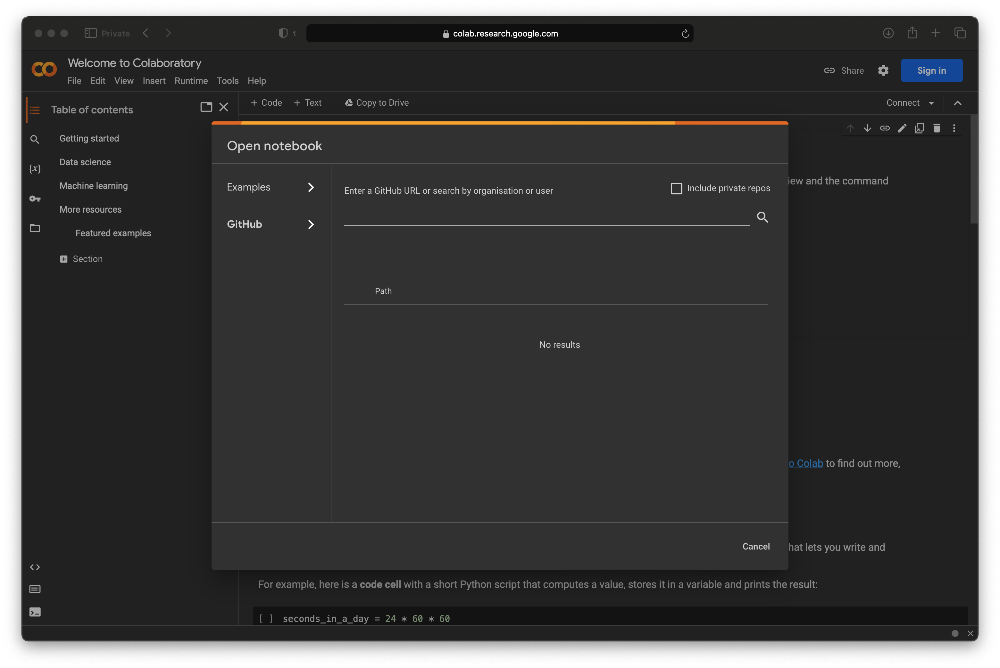 Private
1
colab.research.google.com
Welcome to Colaboratory
File Edit View Insert Runtime Tools Help
Share
Sign in
Table of contents
+ Code + Text Copy to Drive
Connect
Getting started
Data science
Machine learning
More resources
Featured examples
Section
{x}
Open notebook
Examples
GitHub
Enter a GitHub URL or search by organisation or user
Include private repos
Path
No results
Cancel
iew and the command
o Colab to find out more,
hat lets you write and
For example, here is a code cell with a short Python script that computes a value, stores it in a variable and prints the result:
[ ] seconds_in_a_day = 24 * 60 * 60